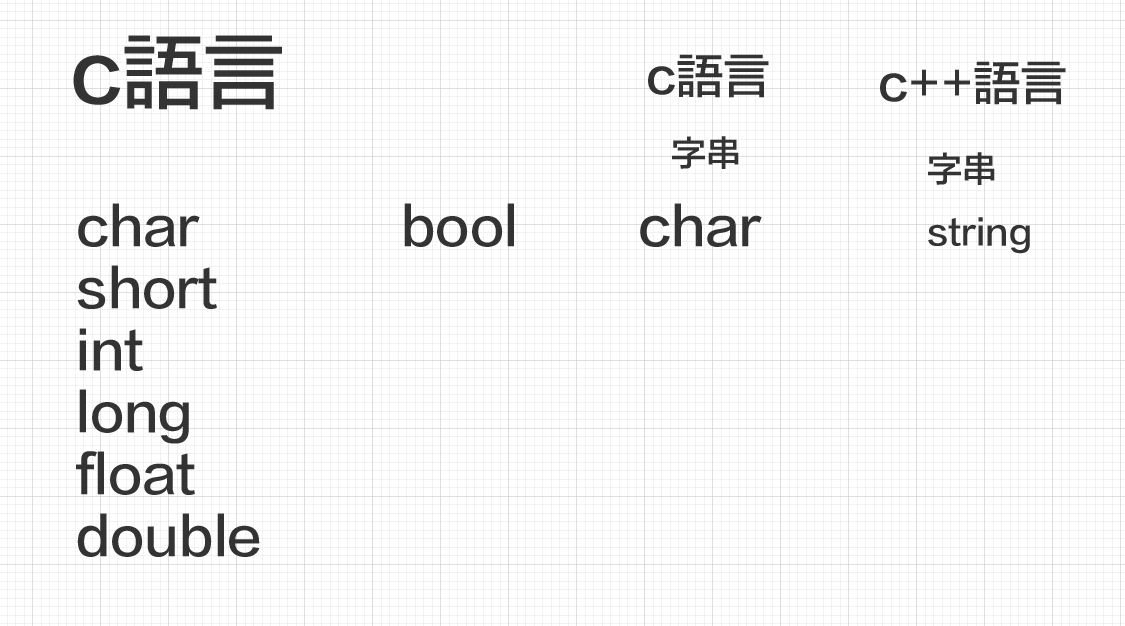 c語言
char
short
int
long
float
double
bool
c語言
字串
char
c++語言
字串
string